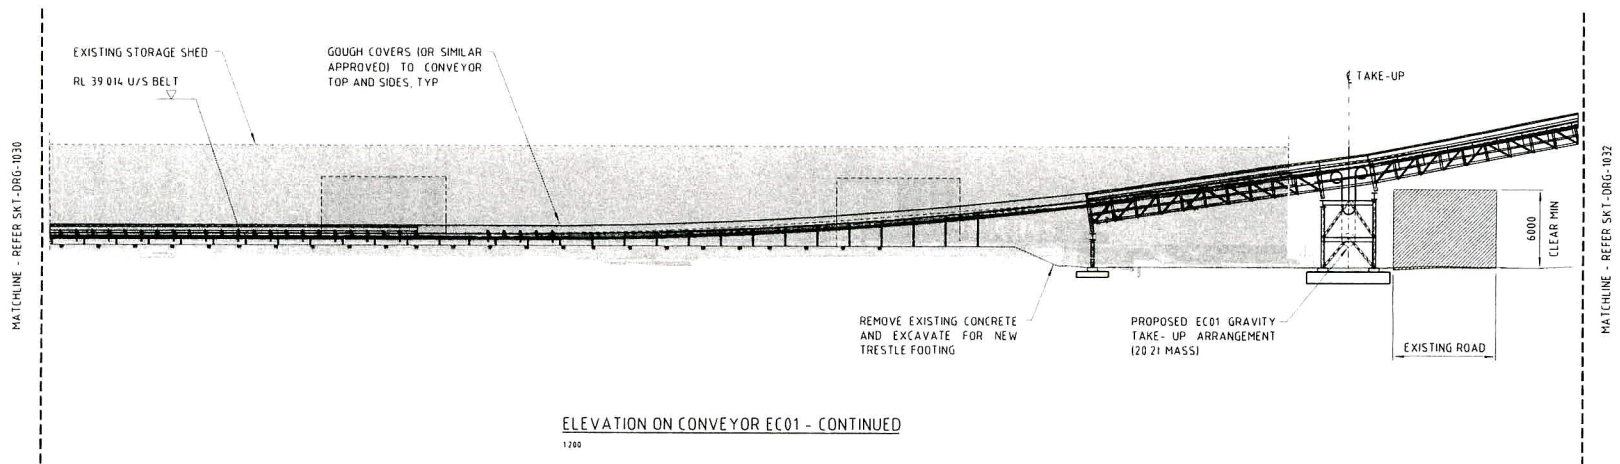 EXISTING STORAGE SHED
RL 39 014 U/S BELT
GOUGH COVERS (OR SIMILAR
APPROVED) TO CONVEYOR
TOP AND SIDES, TYP
℄ TAKE-UP
MATCHLINE - REFER SKT-DRG-1030
MATCHLINE - REFER SKT-DRG-1032
6000
CLEAR MIN
REMOVE EXISTING CONCRETE
AND EXCAVATE FOR NEW
TRESTLE FOOTING
PROPOSED EC01 GRAVITY
TAKE- UP ARRANGEMENT
(20 2t MASS)
EXISTING ROAD
ELEVATION ON CONVEYOR EC01 - CONTINUED
1 200